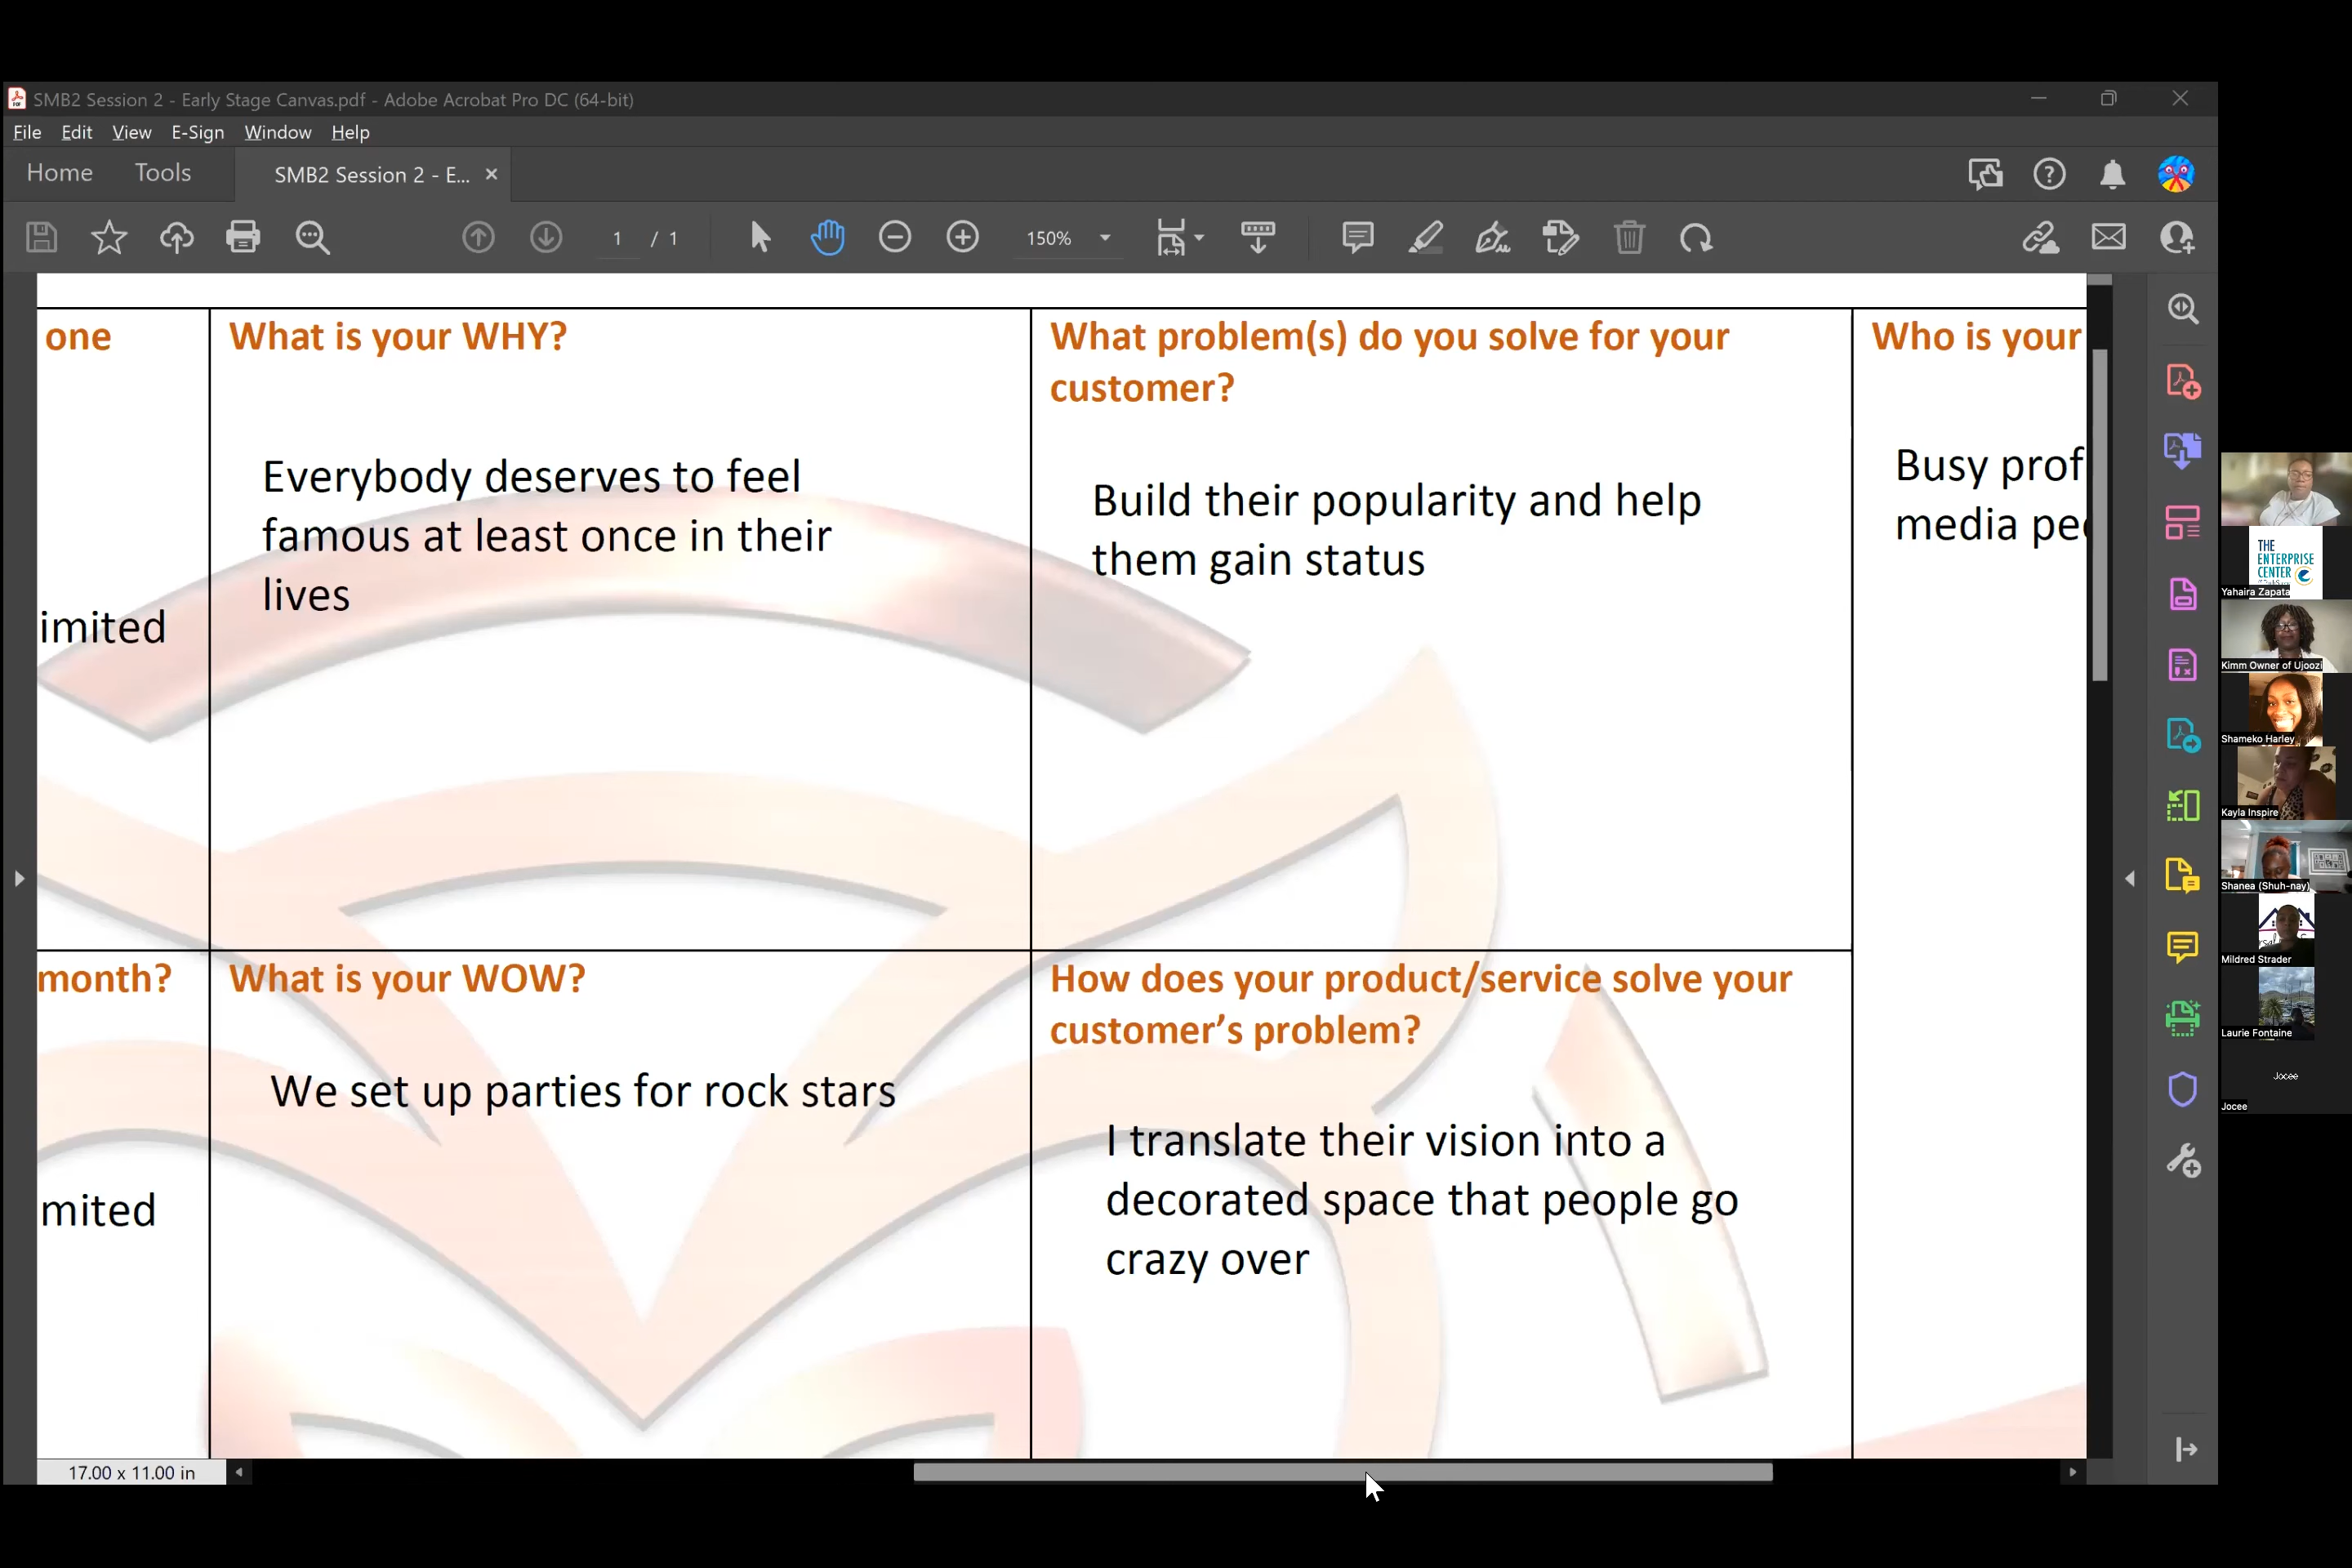 SMB2 Session 2 - Early Stage Canvas.pdf - Adobe Acrobat Pro DC (64-bit)
File Edit View E-Sign Window Help
Home Tools SMB2 Session 2 - E... ×
1 / 1 150%
one
imited
What is your WHY?
Everybody deserves to feel
famous at least once in their
lives
What problem(s) do you solve for your
customer?
Build their popularity and help
them gain status
Who is your
Busy prof
media
month?
mited
What is your WOW?
We set up parties for rock stars
How does your product/service solve your
customer's problem?
I translate their vision into a
decorated space that people go
crazy over
17.00 x 11.00 in
THE
ENTERPRISE
CENTER
Yahaira Zapata
Kimm Owner of Ujoozi
Shameko Harley
Kayla Inspire
Shanea (Shuh-nay)
Mildred Strader
Laurie Fontaine
Jocee
Jocee